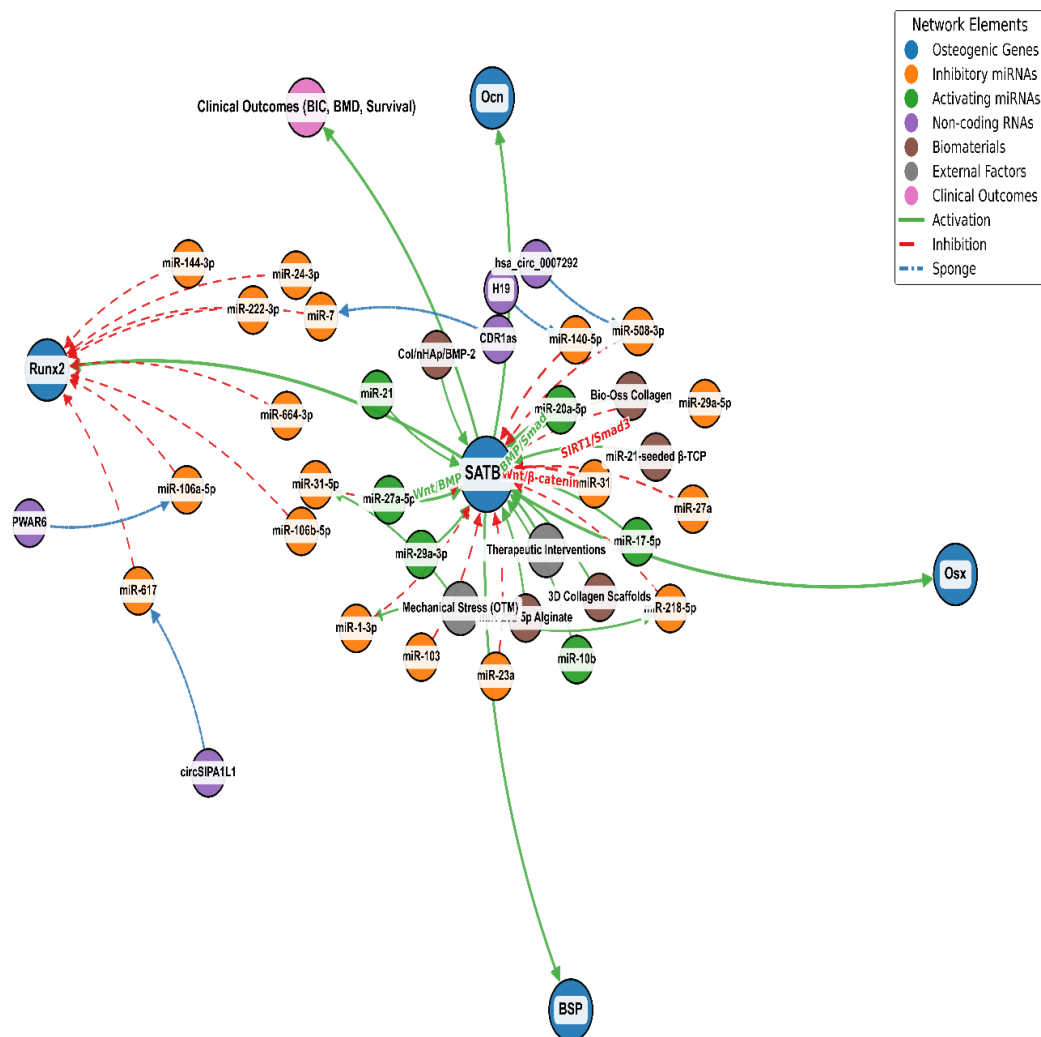 Network Elements
Osteogenic Genes
Inhibitory miRNAs
Activating miRNAs
Non-coding RNAs
Biomaterials
External Factors
Clinical Outcomes
Activation
Inhibition
Sponge
Clinical Outcomes (BIC, BMD, Survival)
Ocn
hsa_circ_0007292
miR-144-3p
miR-24-3p
H19
miR-222-3p
miR-7
CDR1as
miR-140-5p
miR-508-3p
Col/nHAp/BMP-2
Runx2
miR-21
Bio-Oss Collagen
miR-29a-5p
miR-20a-5p
miR-664-3p
BMP/Smad
SIRT1/Smad3
miR-21-seeded β-TCP
SATB
Wnt/β-catenin
miR-31
miR-31-5p
miR-106a-5p
miR-27a-5p
Wnt/BMP
miR-27a
PWAR6
miR-106b-5p
miR-29a-3p
Therapeutic Interventions
miR-17-5p
Osx
miR-617
3D Collagen Scaffolds
miR-218-5p
Mechanical Stress (OTM)
5p Alginate
miR-1-3p
miR-103
miR-10b
miR-23a
circSIPA1L1
BSP